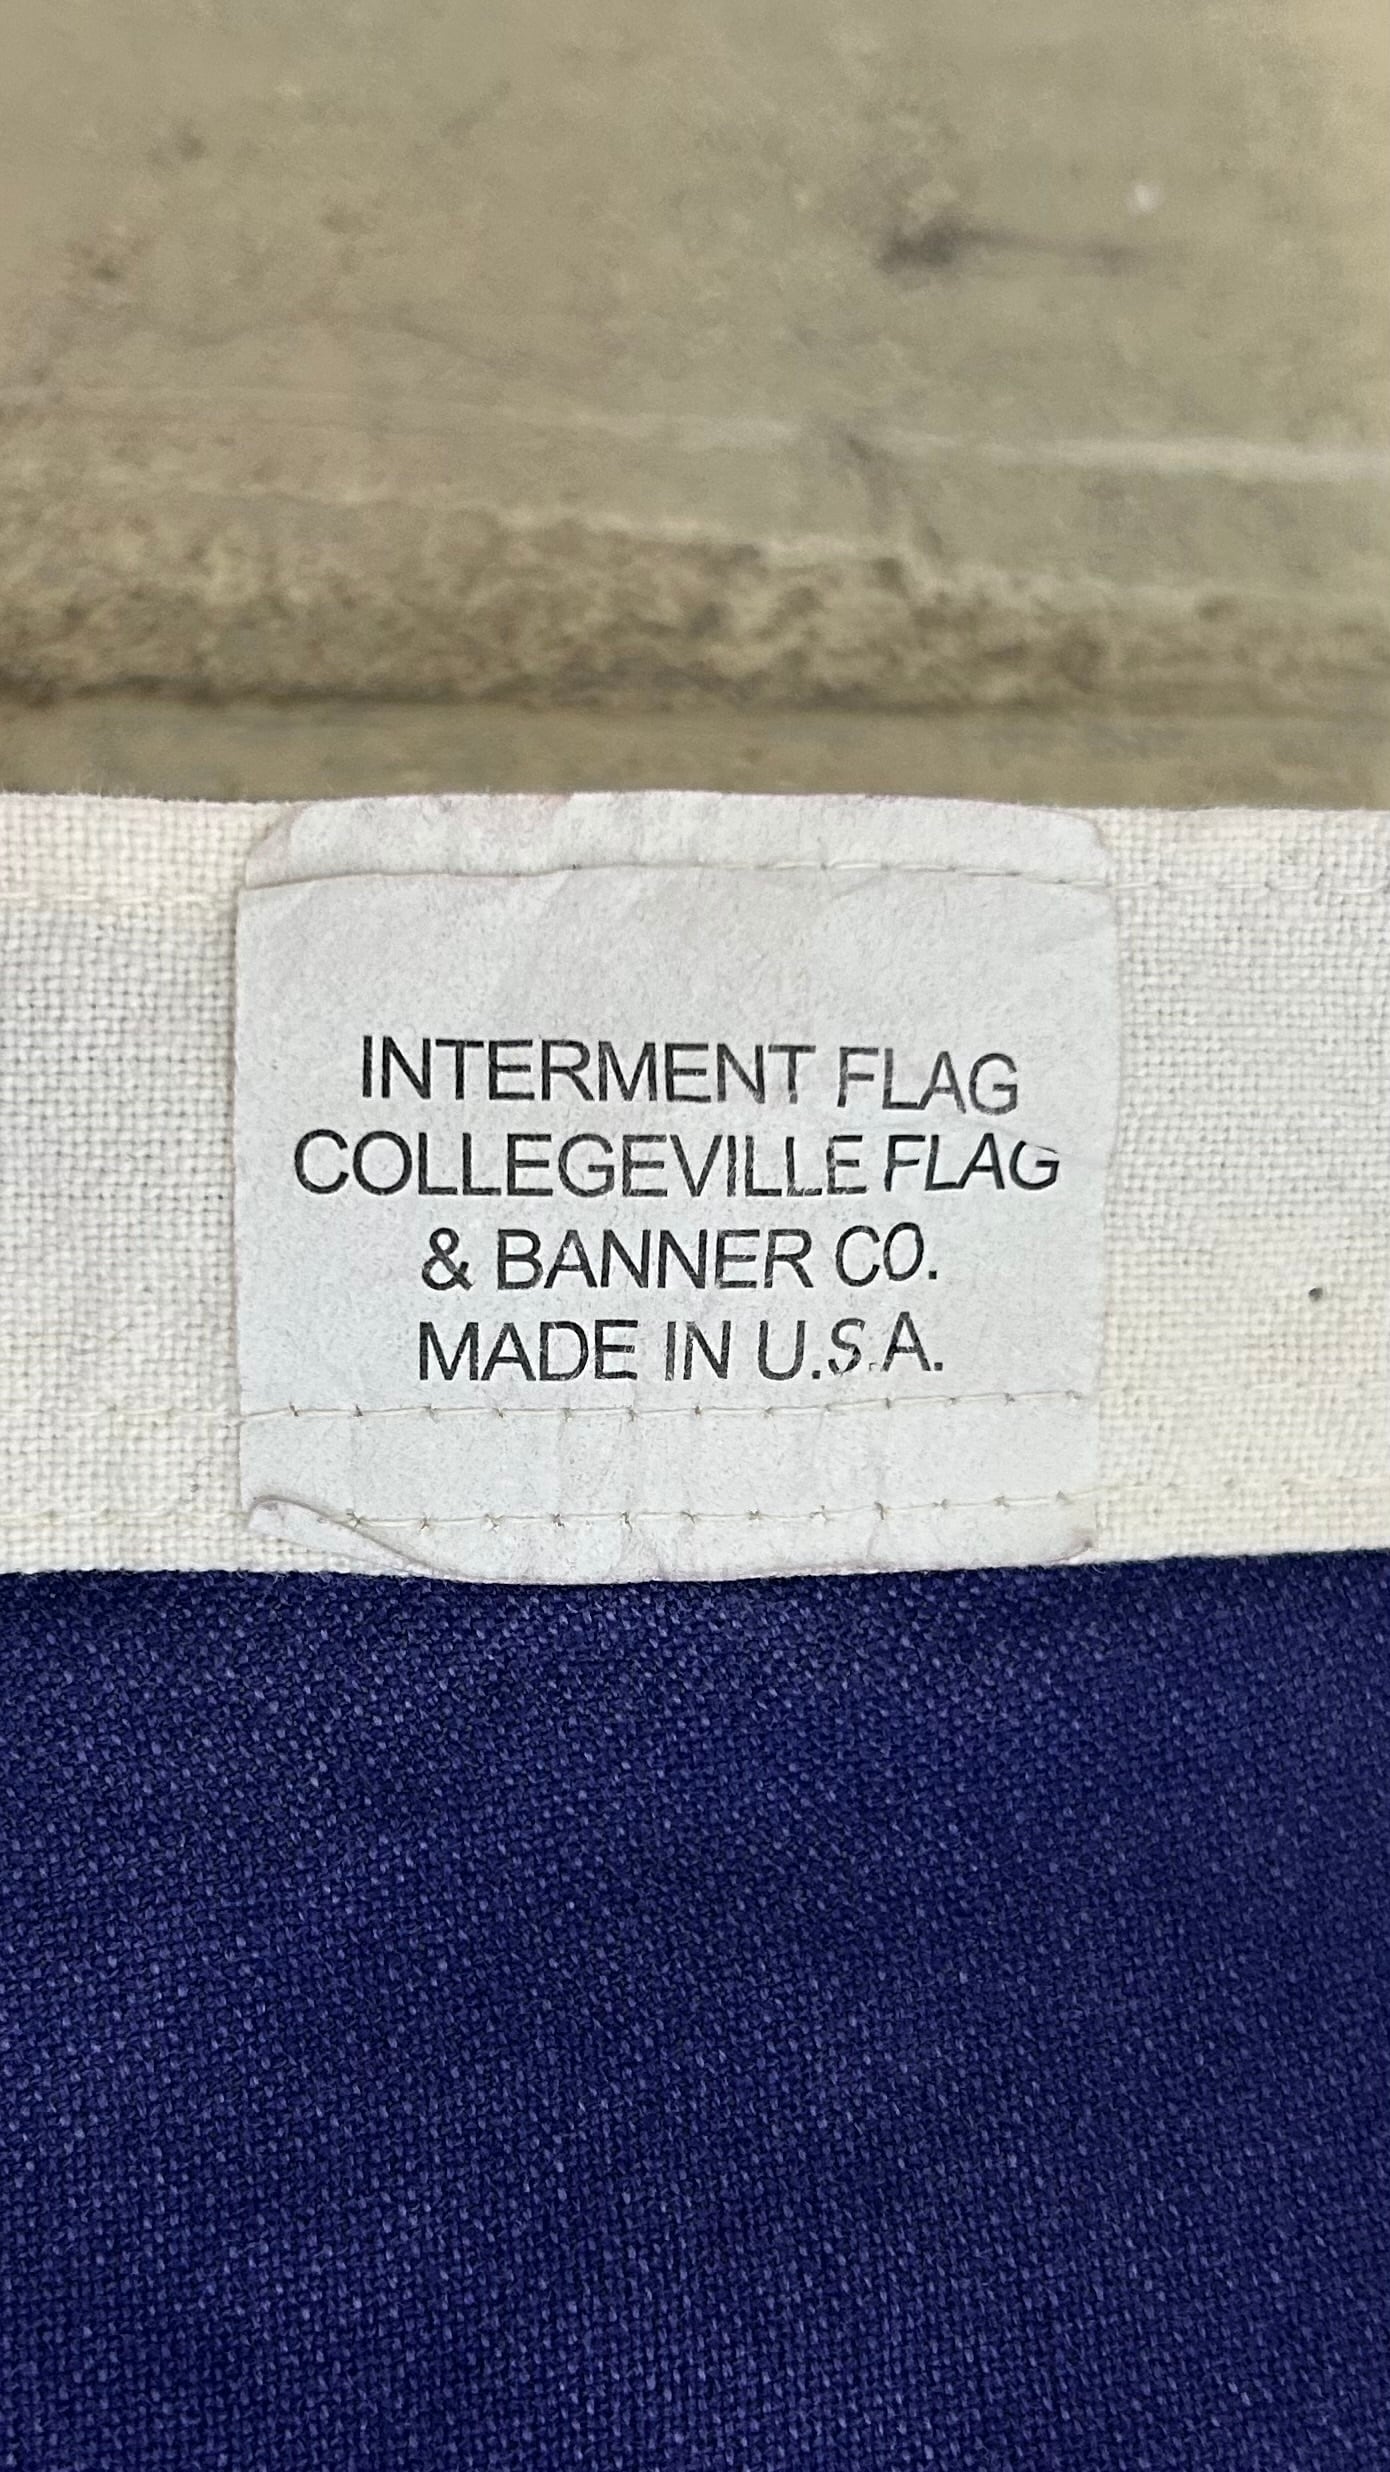 INTERMENT FLAG
COLLEGEVILLE FLAG
& BANNER CO.
MADE IN U.S.A.